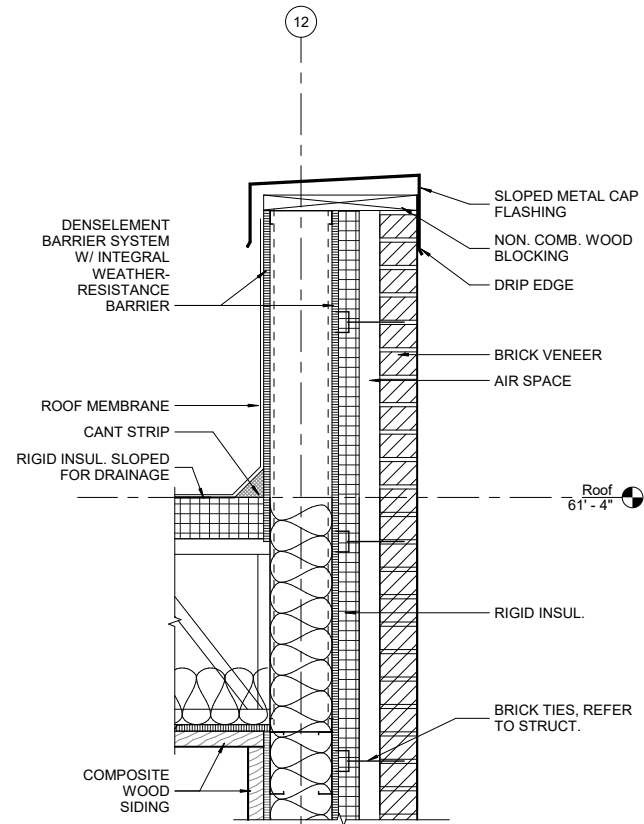 12
SLOPED METAL CAP
FLASHING
NON. COMB. WOOD
BLOCKING
DRIP EDGE
DENSELEMENT
BARRIER SYSTEM
W/ INTEGRAL
WEATHER-
RESISTANCE
BARRIER
BRICK VENEER
AIR SPACE
ROOF MEMBRANE
CANT STRIP
RIGID INSUL. SLOPED
FOR DRAINAGE
Roof
61' - 4"
RIGID INSUL.
BRICK TIES, REFER
TO STRUCT.
COMPOSITE
WOOD
SIDING